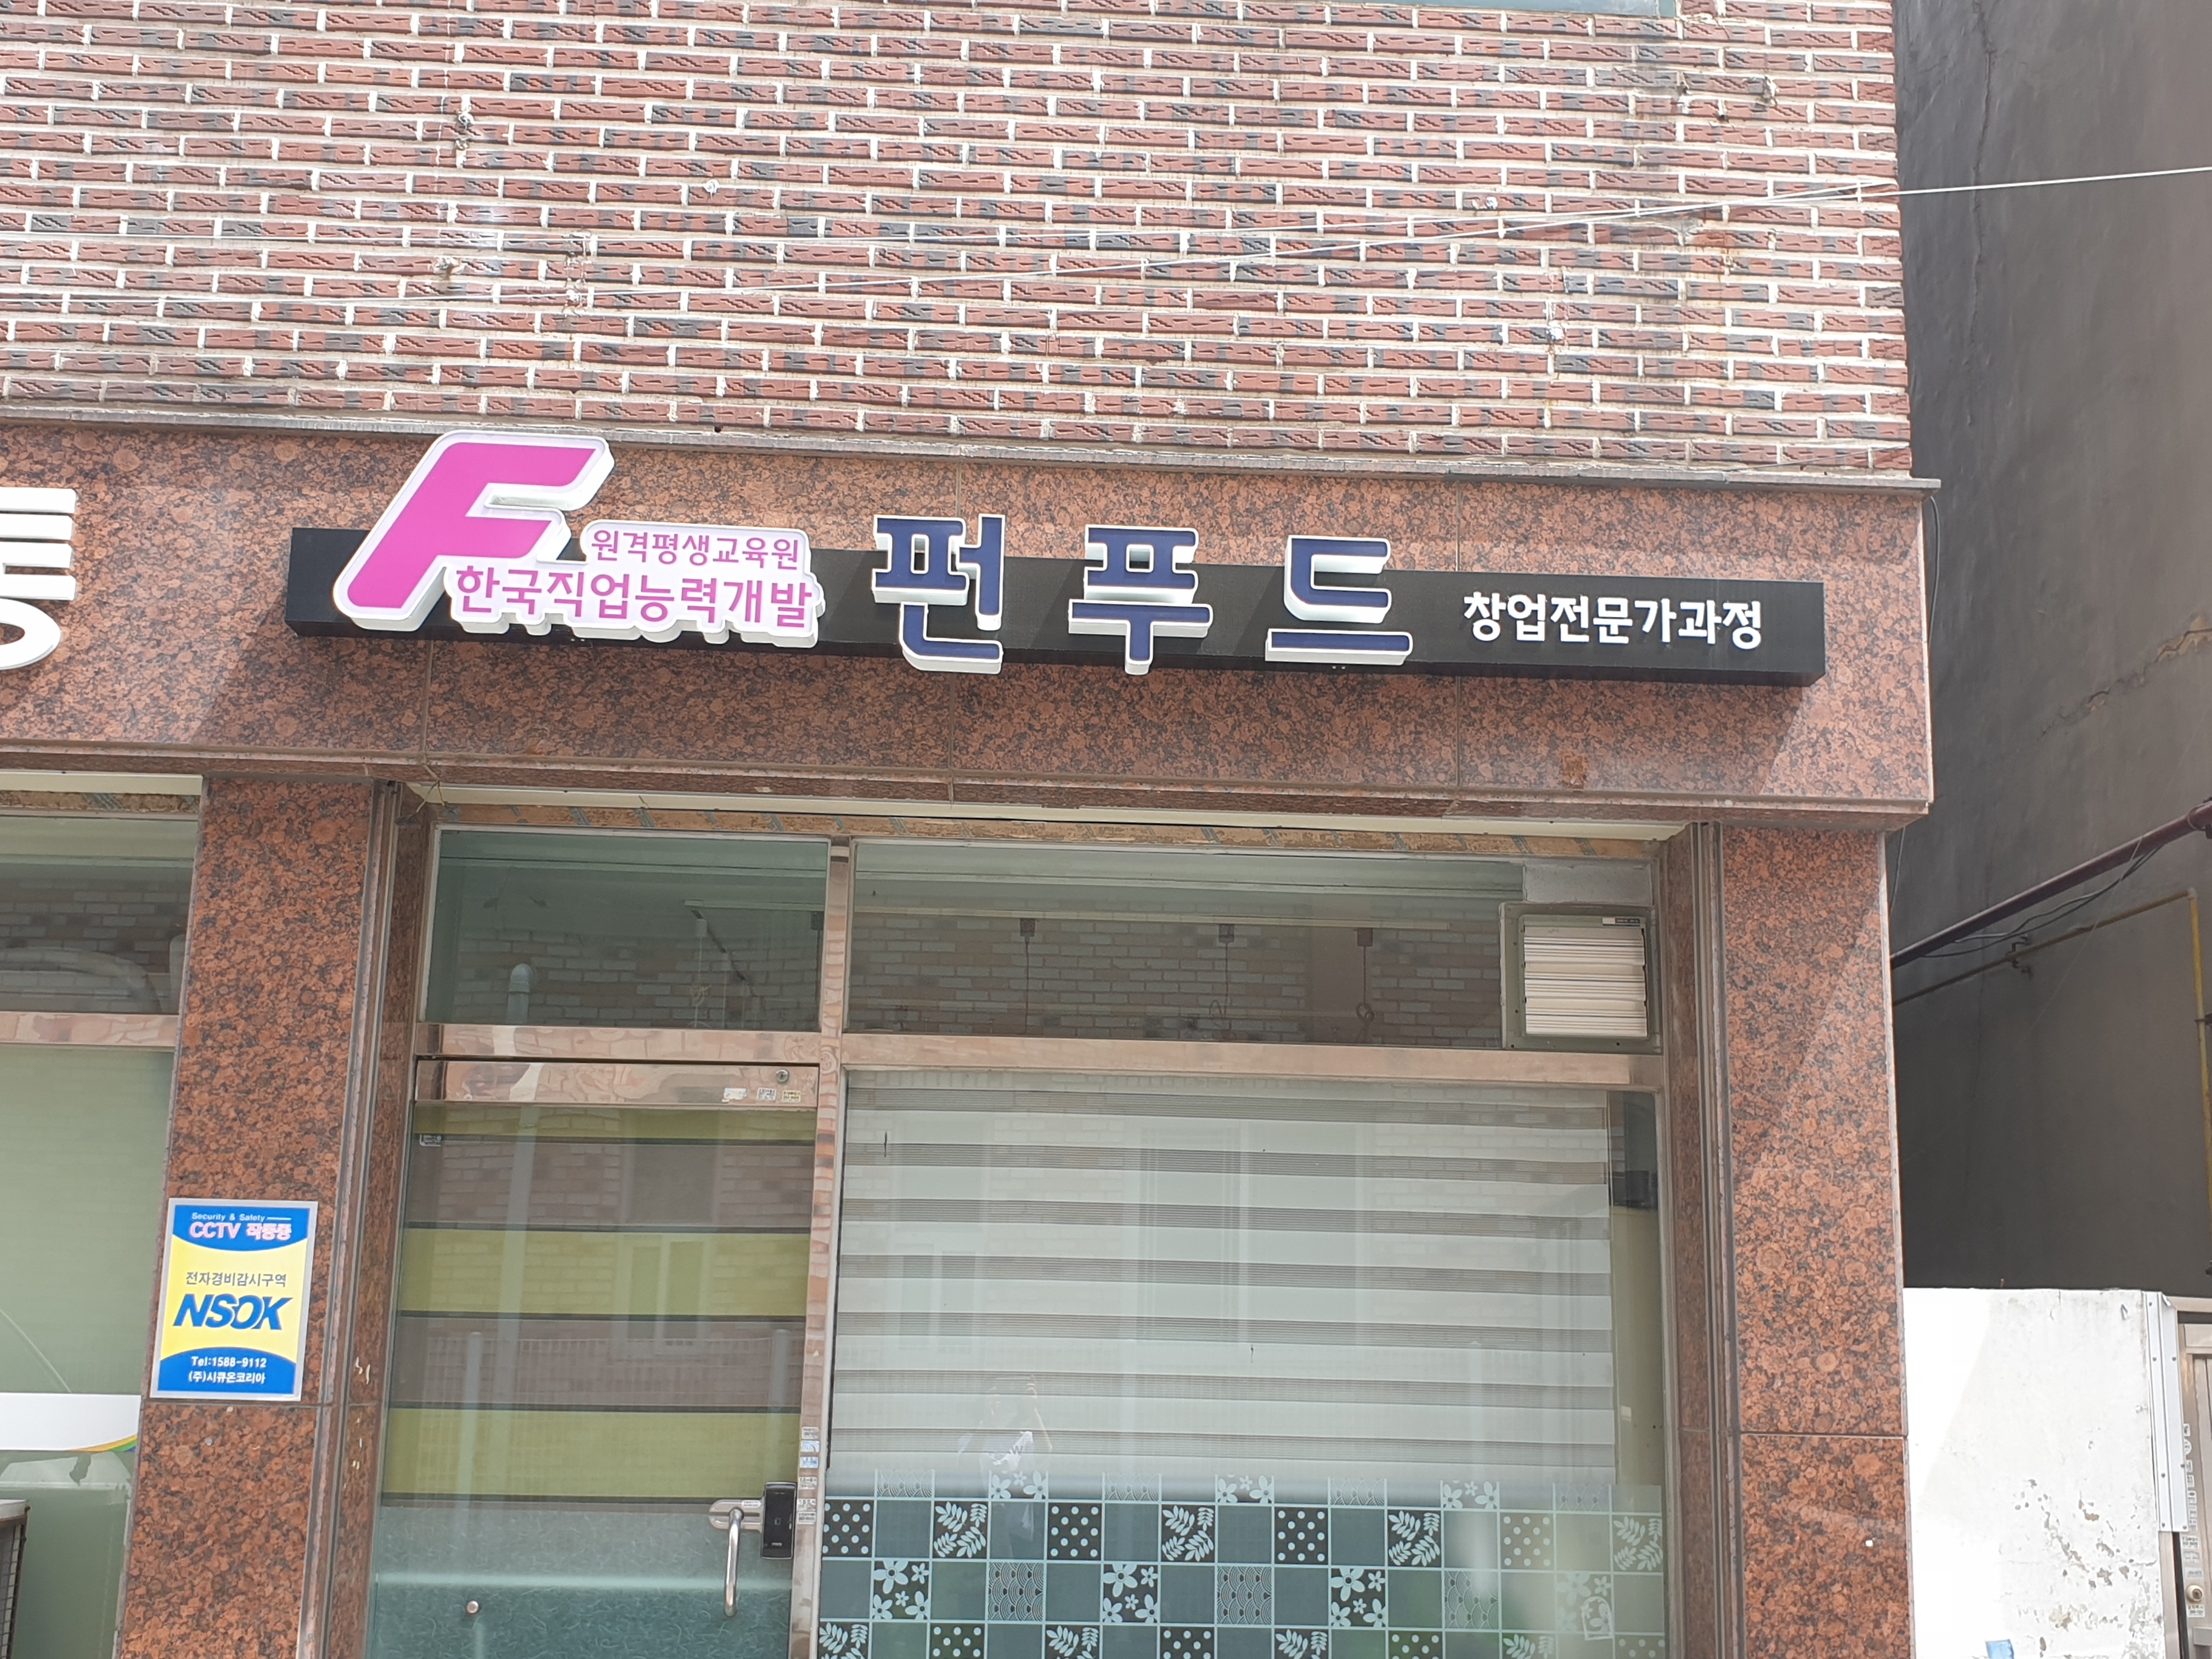 통
F
원격평생교육원
한국직업능력개발
펀푸드
창업전문가과정
Security & Safety
CCTV 작동중
전자경비감시구역
NSOK
Tel:1588-9112
(주)시큐온코리아